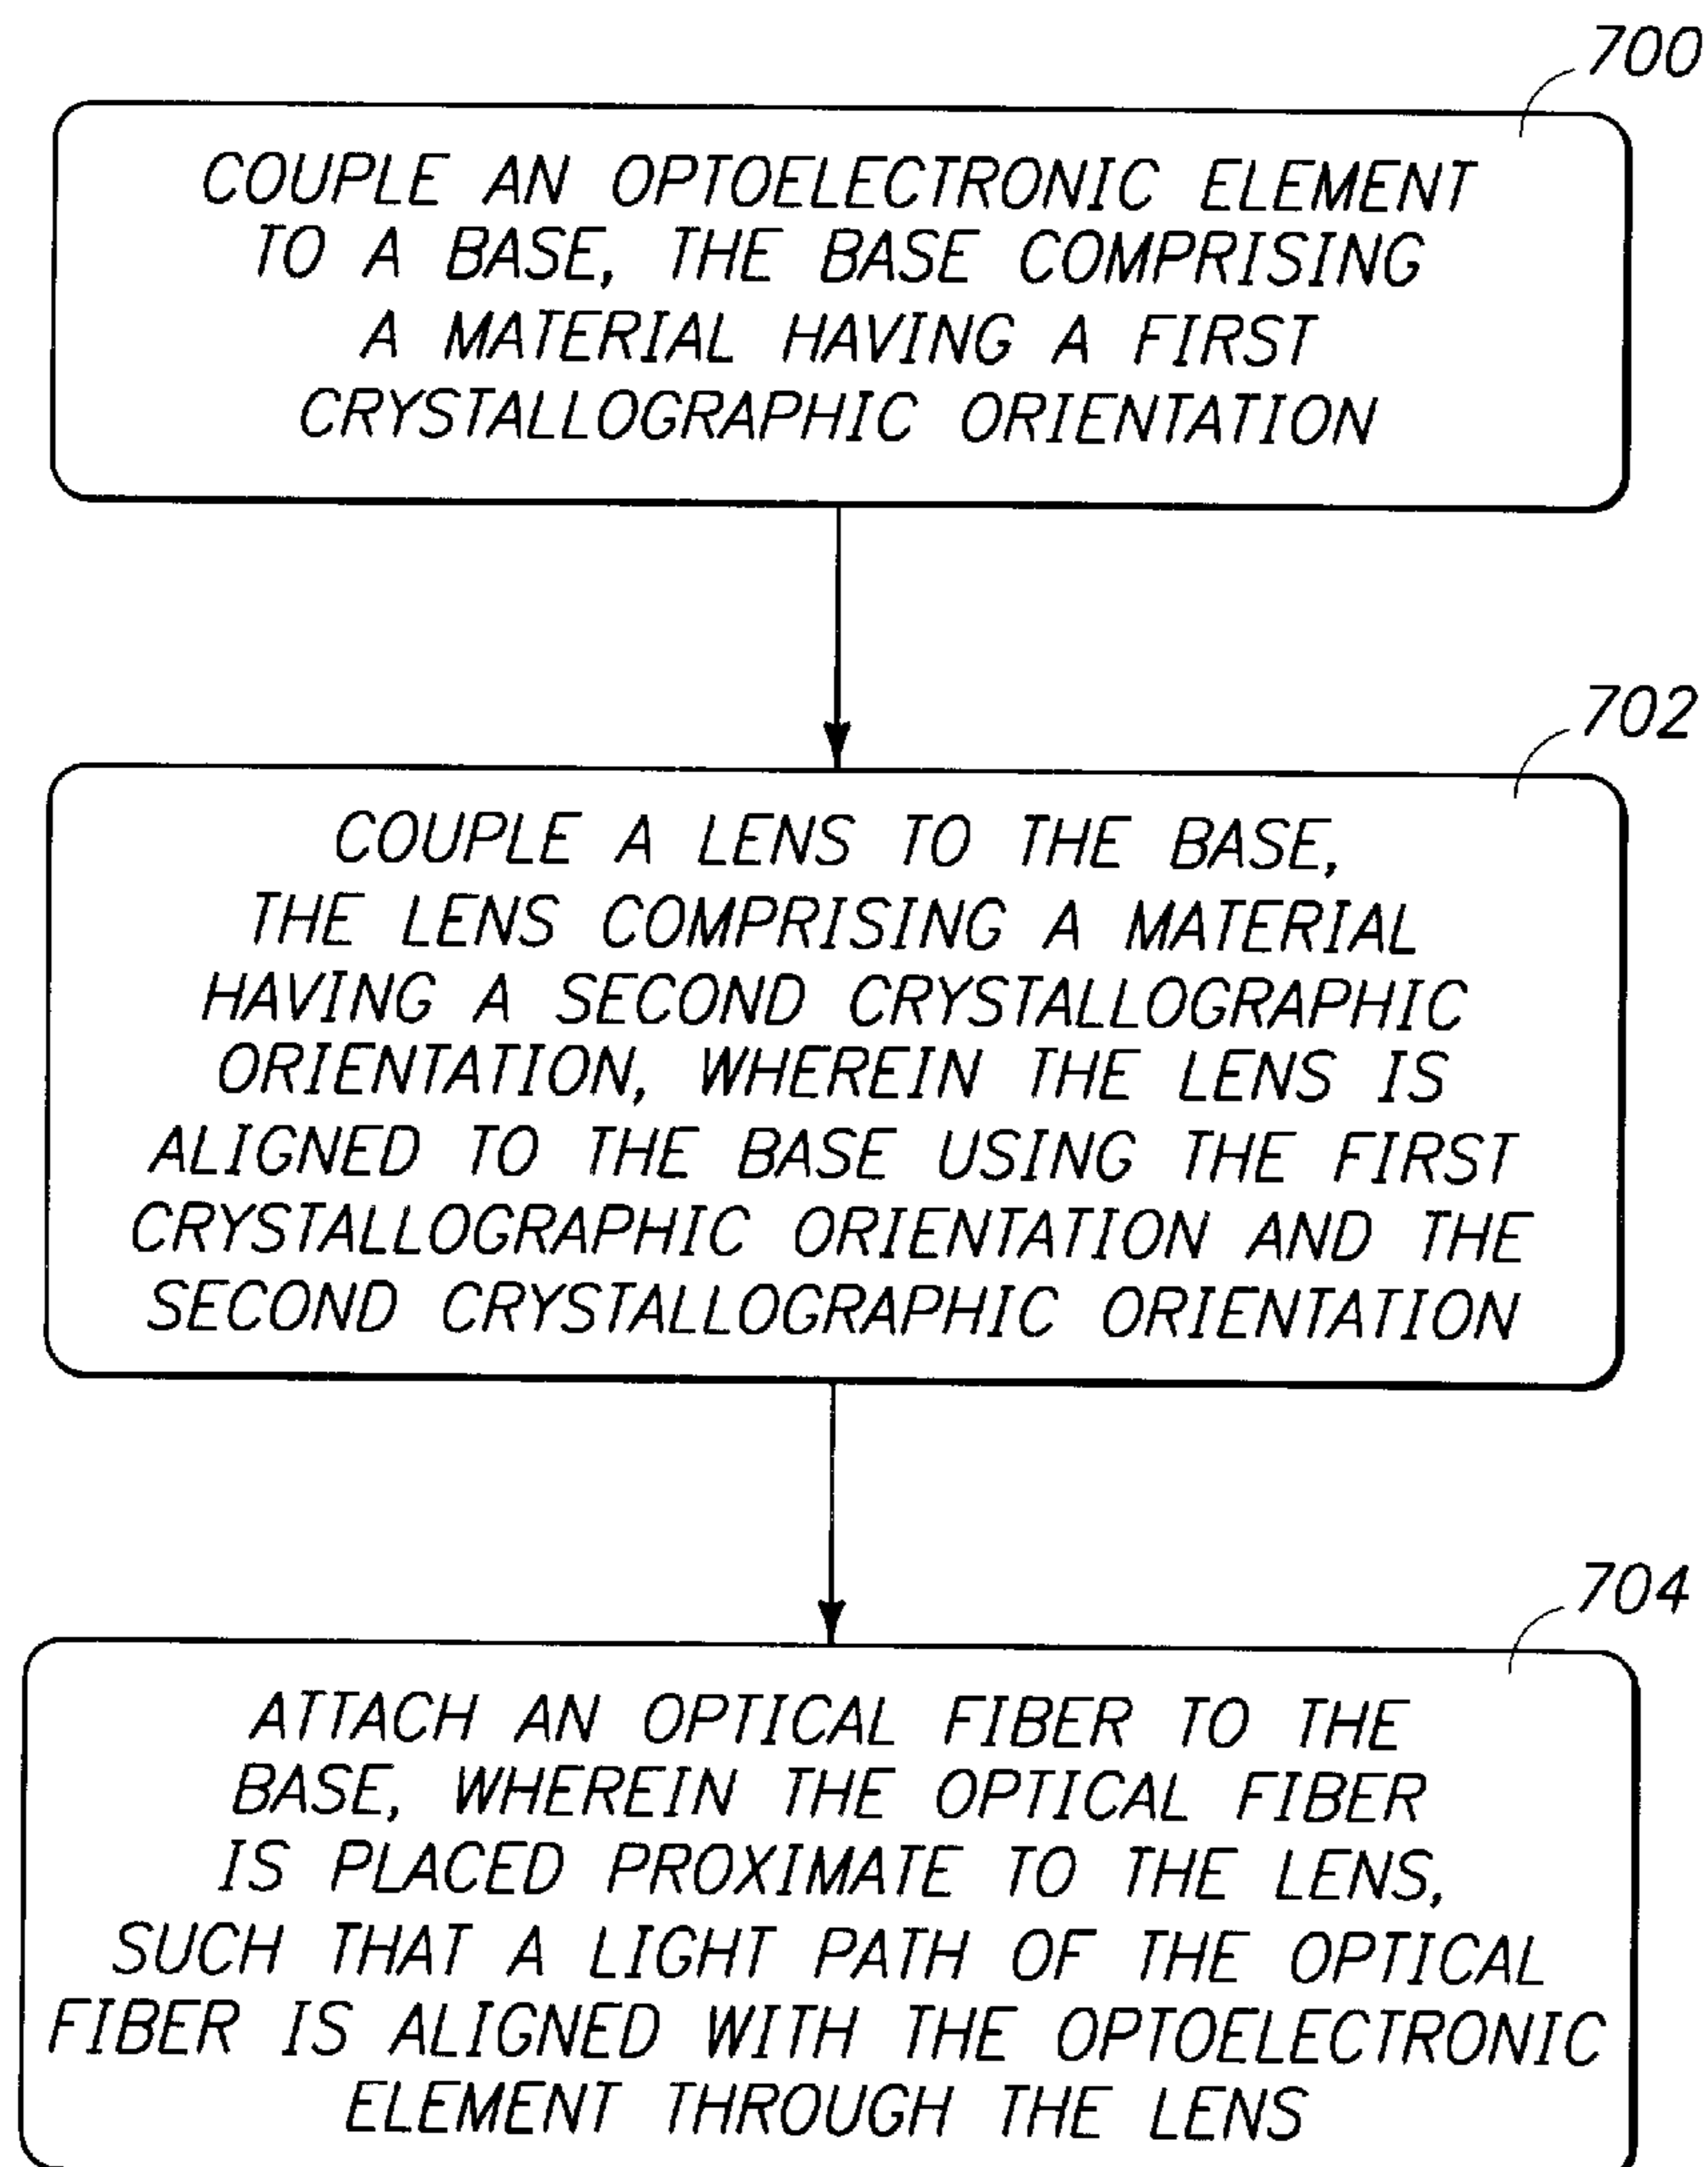 700
COUPLE AN OPTOELECTRONIC ELEMENT
TO A BASE, THE BASE COMPRISING
A MATERIAL HAVING A FIRST
CRYSTALLOGRAPHIC ORIENTATION
702
COUPLE A LENS TO THE BASE,
THE LENS COMPRISING A MATERIAL
HAVING A SECOND CRYSTALLOGRAPHIC
ORIENTATION, WHEREIN THE LENS IS
ALIGNED TO THE BASE USING THE FIRST
CRYSTALLOGRAPHIC ORIENTATION AND THE
SECOND CRYSTALLOGRAPHIC ORIENTATION
704
ATTACH AN OPTICAL FIBER TO THE
BASE, WHEREIN THE OPTICAL FIBER
IS PLACED PROXIMATE TO THE LENS,
SUCH THAT A LIGHT PATH OF THE OPTICAL
FIBER IS ALIGNED WITH THE OPTOELECTRONIC
ELEMENT THROUGH THE LENS